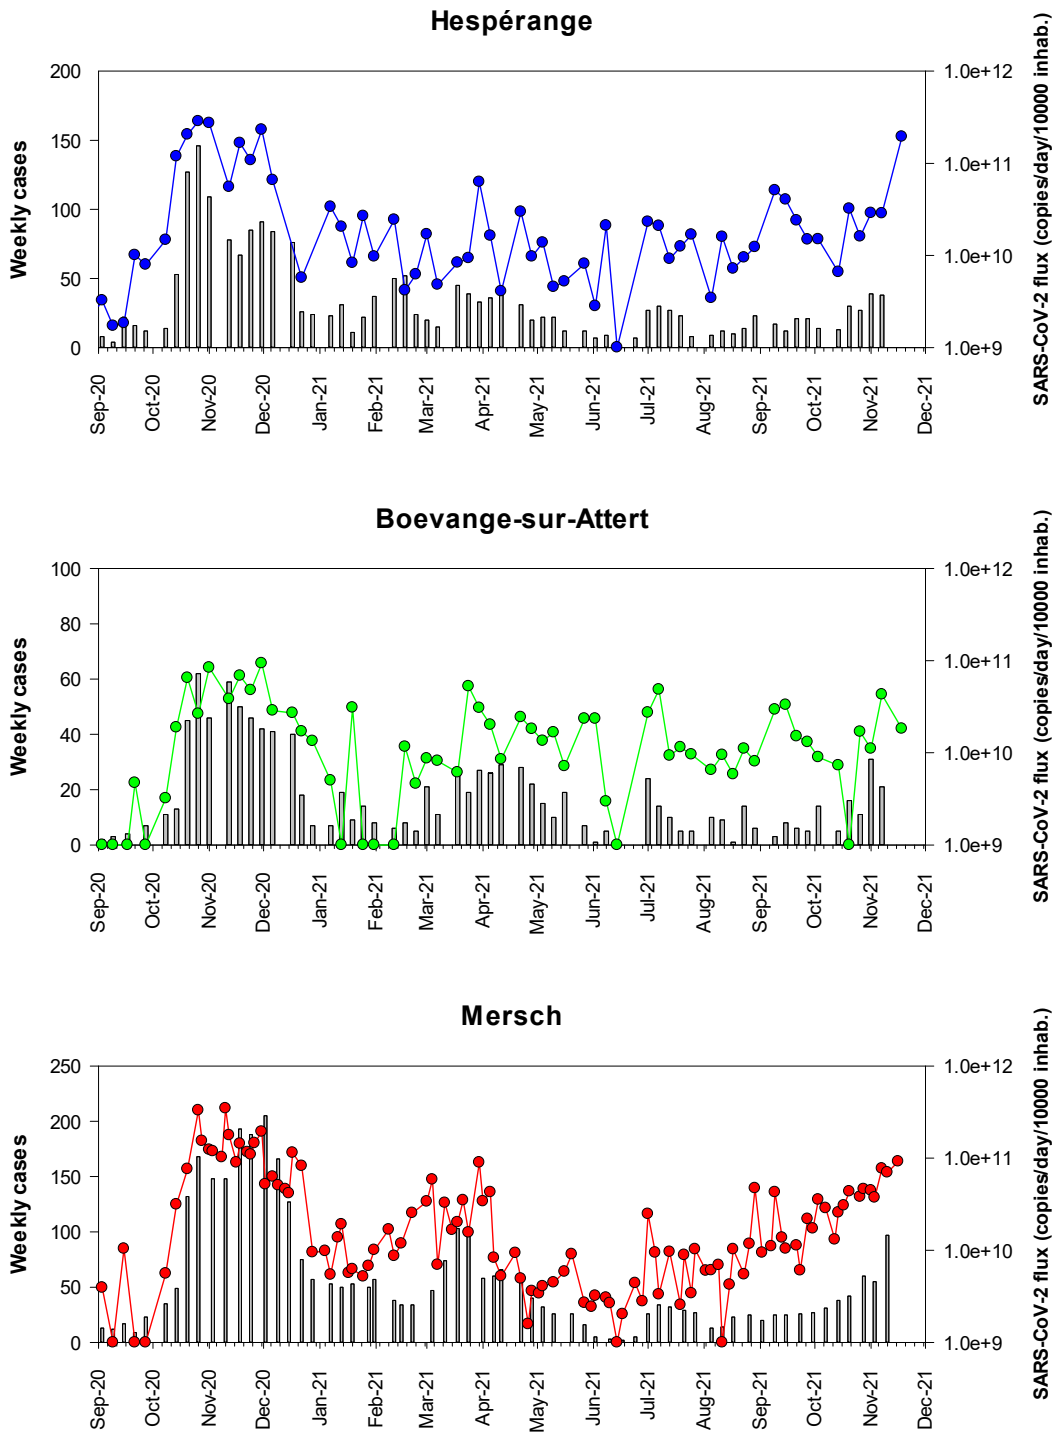 Hespérange
Weekly cases
200
150
100
50
0
1.0e+12
1.0e+11
1.0e+10
1.0e+9
SARS-CoV-2 flux (copies/day/10000 inhab.)
Sep-20
Oct-20
Nov-20
Dec-20
Jan-21
Feb-21
Mar-21
Apr-21
May-21
Jun-21
Jul-21
Aug-21
Sep-21
Oct-21
Nov-21
Dec-21
Boevange-sur-Attert
Weekly cases
100
80
60
40
20
0
1.0e+12
1.0e+11
1.0e+10
1.0e+9
SARS-CoV-2 flux (copies/day/10000 inhab.)
Sep-20
Oct-20
Nov-20
Dec-20
Jan-21
Feb-21
Mar-21
Apr-21
May-21
Jun-21
Jul-21
Aug-21
Sep-21
Oct-21
Nov-21
Dec-21
Mersch
Weekly cases
250
200
150
100
50
0
1.0e+12
1.0e+11
1.0e+10
1.0e+9
SARS-CoV-2 flux (copies/day/10000 inhab.)
Sep-20
Oct-20
Nov-20
Dec-20
Jan-21
Feb-21
Mar-21
Apr-21
May-21
Jun-21
Jul-21
Aug-21
Sep-21
Oct-21
Nov-21
Dec-21